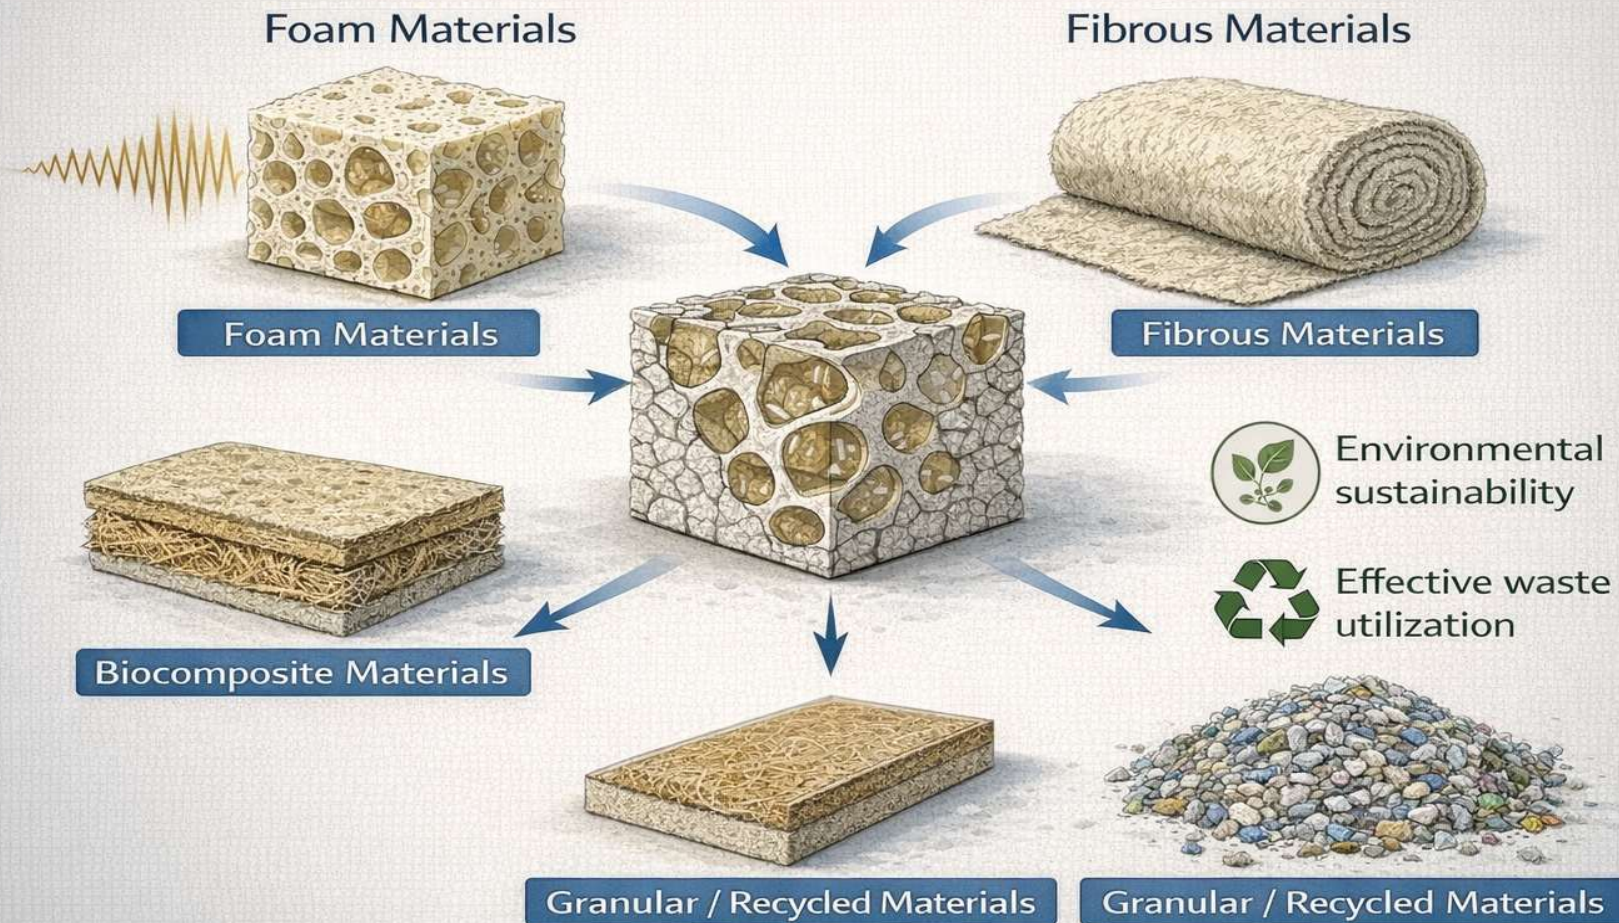 Foam Materials
Fibrous Materials
Foam Materials
Fibrous Materials
Environmental
sustainability
Effective waste
utilization
Biocomposite Materials
Granular / Recycled Materials
Granular / Recycled Materials